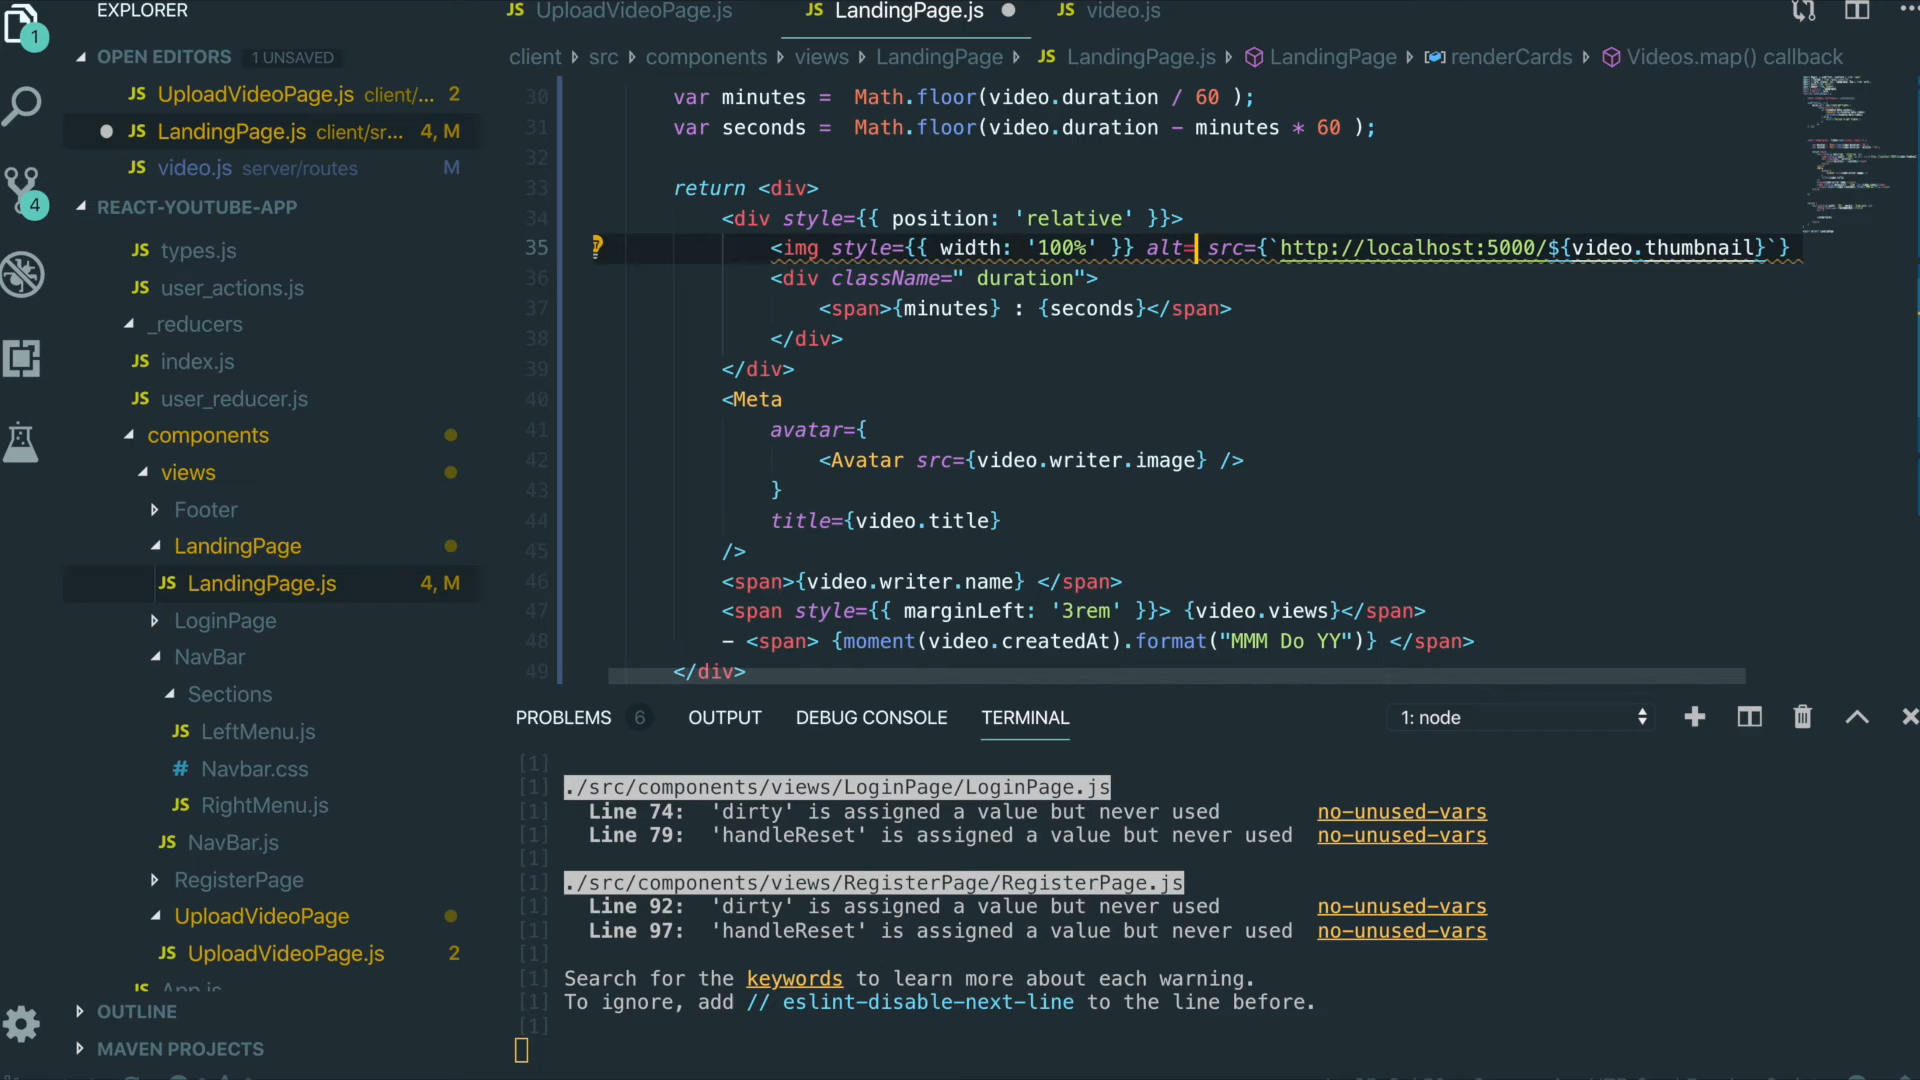 EXPLORER
OPEN EDITORS 1 UNSAVED
JS UploadVideoPage.js client/... 2
JS LandingPage.js client/sr... 4, M
JS video.js server/routes M
REACT-YOUTUBE-APP
JS types.js
JS user_actions.js
_reducers
JS index.js
JS user_reducer.js
components
views
Footer
LandingPage
JS LandingPage.js 4, M
LoginPage
NavBar
Sections
JS LeftMenu.js
# Navbar.css
JS RightMenu.js
JS NavBar.js
RegisterPage
UploadVideoPage
JS UploadVideoPage.js 2
JS App.js
OUTLINE
MAVEN PROJECTS
1
4
JS UploadVideoPage.js JS LandingPage.js JS video.js
client src components views LandingPage JS LandingPage.js LandingPage renderCards Videos.map() callback
30 var minutes = Math.floor(video.duration / 60 );
31 var seconds = Math.floor(video.duration - minutes * 60 );
32
33 return <div>
34 <div style={{ position: 'relative' }}>
35 <img style={{ width: '100%' }} alt= src={`http://localhost:5000/${video.thumbnail}`}
36 <div className=" duration">
37 <span>{minutes} : {seconds}</span>
38 </div>
39 </div>
40 <Meta
41 avatar={
42 <Avatar src={video.writer.image} />
43 }
44 title={video.title}
45 />
46 <span>{video.writer.name} </span>
47 <span style={{ marginLeft: '3rem' }}> {video.views}</span>
48 - <span> {moment(video.createdAt).format("MMM Do YY")} </span>
49 </div>
PROBLEMS 6 OUTPUT DEBUG CONSOLE TERMINAL 1: node
[1]
[1] ./src/components/views/LoginPage/LoginPage.js
[1] Line 74: 'dirty' is assigned a value but never used no-unused-vars
[1] Line 79: 'handleReset' is assigned a value but never used no-unused-vars
[1]
[1] ./src/components/views/RegisterPage/RegisterPage.js
[1] Line 92: 'dirty' is assigned a value but never used no-unused-vars
[1] Line 97: 'handleReset' is assigned a value but never used no-unused-vars
[1]
[1] Search for the keywords to learn more about each warning.
[1] To ignore, add // eslint-disable-next-line to the line before.
[1]